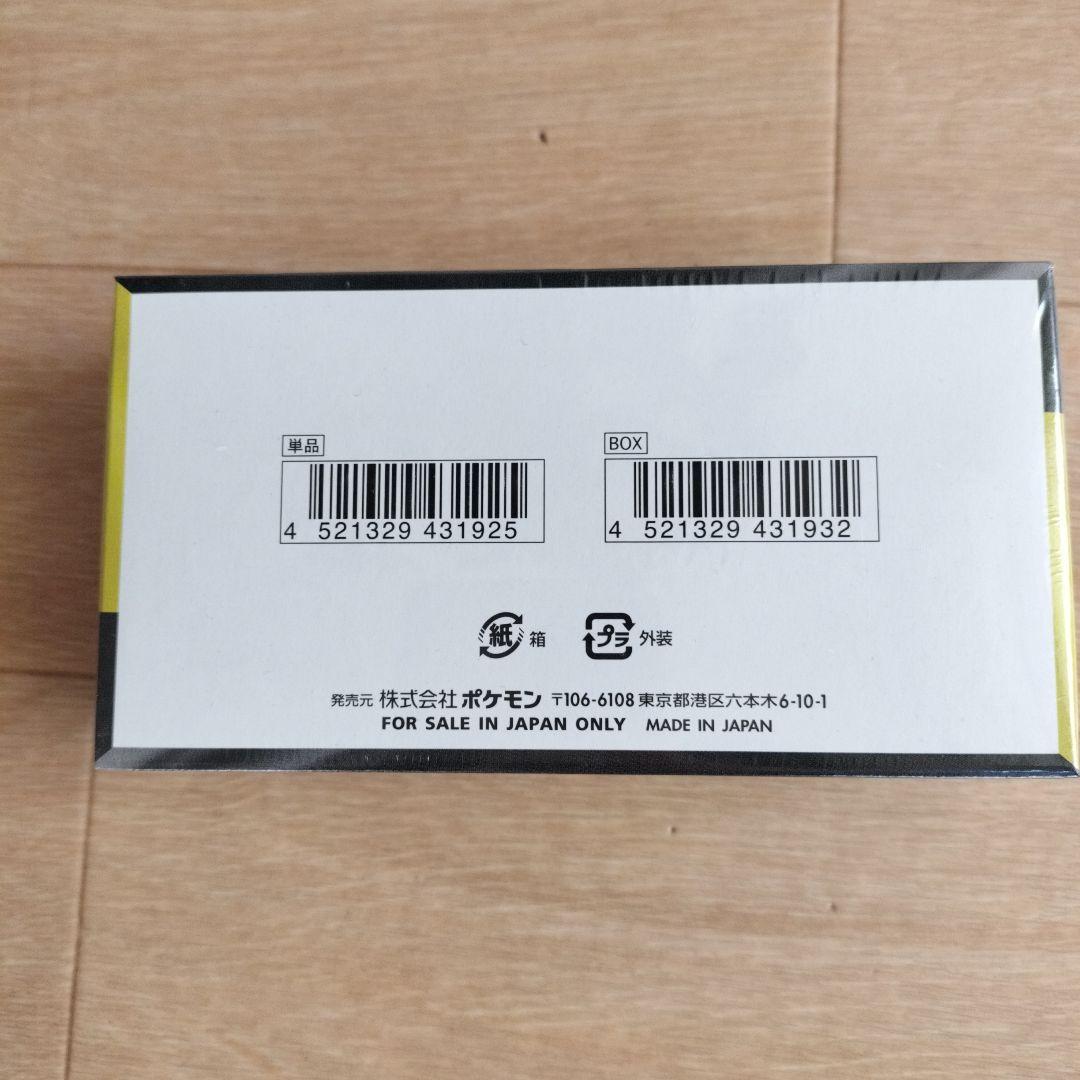 単品
4 521329 431925
BOX
4 521329 431932
紙 箱
プラ 外装
発売元 株式会社 ポケモン 〒106-6108 東京都港区六本木6-10-1
FOR SALE IN JAPAN ONLY MADE IN JAPAN